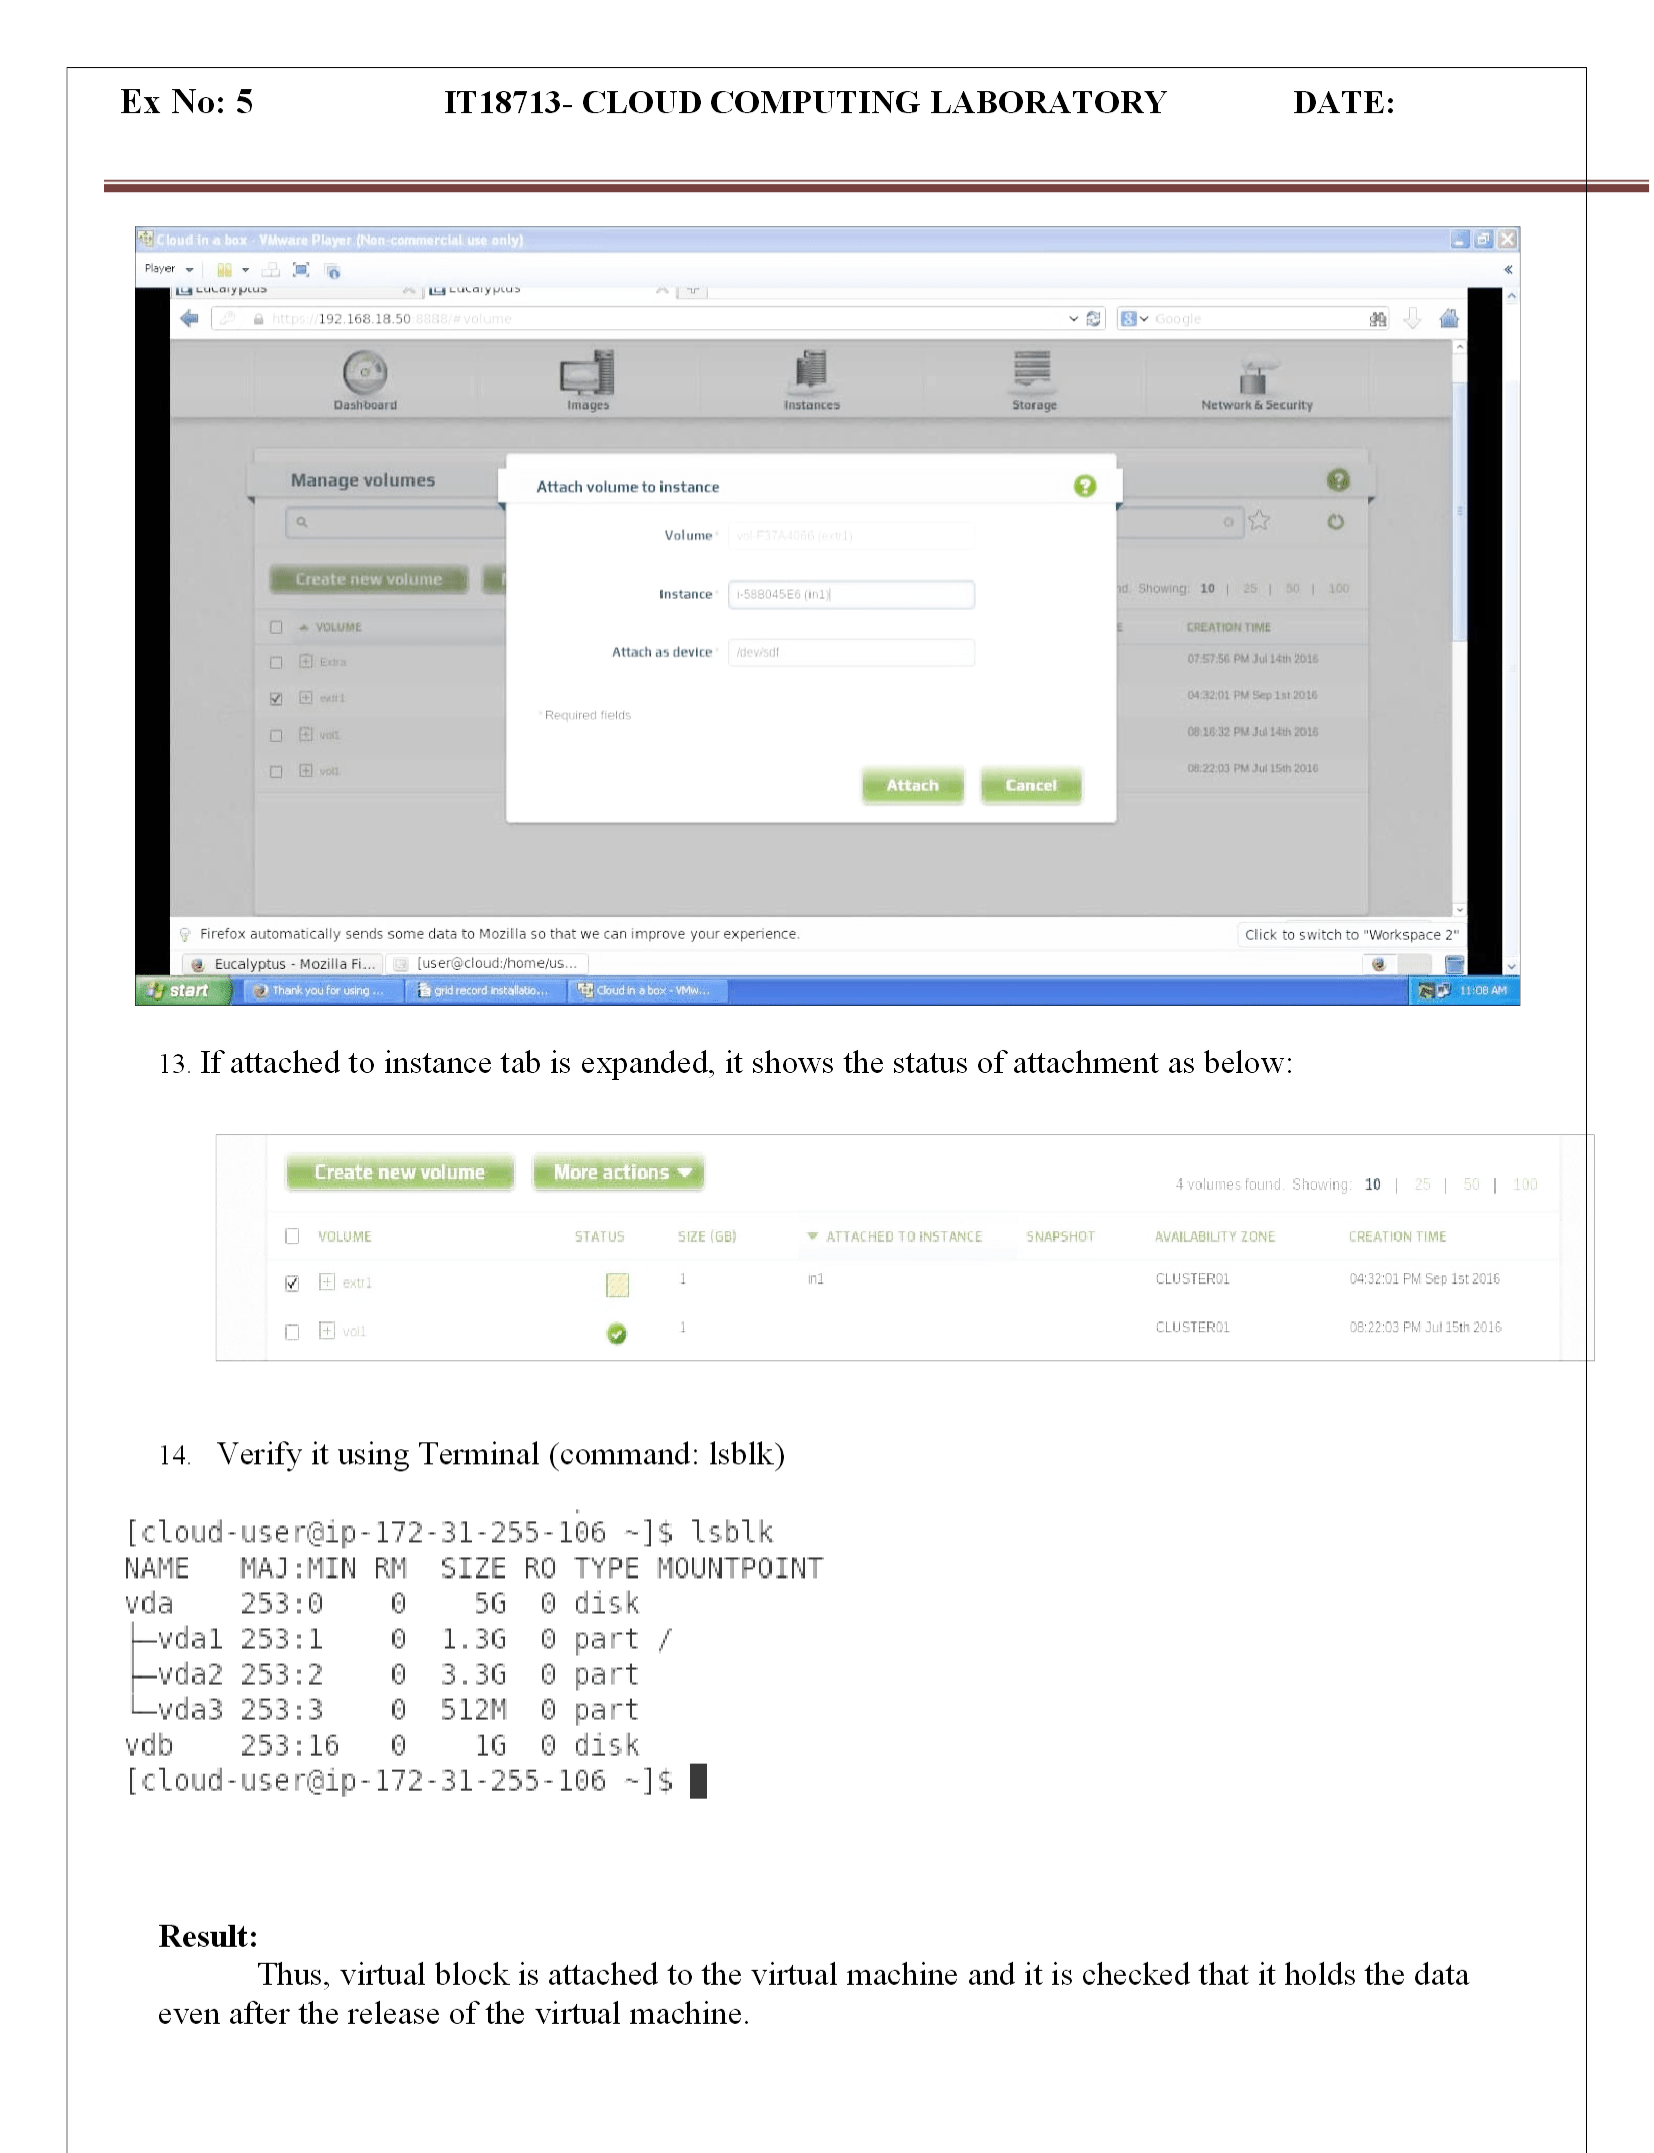 Ex No: 5 IT18713- CLOUD COMPUTING LABORATORY DATE:
Cloud in a box - VMware Player (Non-commercial use only)
Player
Eucalyptus Eucalyptus
https://192.168.18.50:8888/#volume Google
Dashboard Images Instances Storage Network & Security
Manage volumes
Attach volume to instance
Volume * vol-F37A4066 (extr1)
Create new volume
Instance * i-588045E6 (in1)
Showing: 10 | 25 | 50 | 100
VOLUME CREATION TIME
Attach as device * /dev/sdf
Extra 07:57:56 PM Jul 14th 2016
extr1 04:32:01 PM Sep 1st 2016
* Required fields
vol1 08:16:32 PM Jul 14th 2016
vol1 08:22:03 PM Jul 15th 2016
Attach Cancel
Firefox automatically sends some data to Mozilla so that we can improve your experience. Click to switch to "Workspace 2"
Eucalyptus - Mozilla Fi... [user@cloud:/home/us...
start Thank you for using ... grid record installatio... Cloud in a box - VMw... 11:08 AM
13. If attached to instance tab is expanded, it shows the status of attachment as below:
Create new volume More actions
4 volumes found. Showing: 10 | 25 | 50 | 100
VOLUME STATUS SIZE (GB) ATTACHED TO INSTANCE SNAPSHOT AVAILABILITY ZONE CREATION TIME
extr1 1 in1 CLUSTER01 04:32:01 PM Sep 1st 2016
vol1 1 CLUSTER01 08:22:03 PM Jul 15th 2016
14. Verify it using Terminal (command: lsblk)
[cloud-user@ip-172-31-255-106 ~]$ lsblk
NAME MAJ:MIN RM SIZE RO TYPE MOUNTPOINT
vda 253:0 0 5G 0 disk
├─vda1 253:1 0 1.3G 0 part /
├─vda2 253:2 0 3.3G 0 part
└─vda3 253:3 0 512M 0 part
vdb 253:16 0 1G 0 disk
[cloud-user@ip-172-31-255-106 ~]$
Result:
Thus, virtual block is attached to the virtual machine and it is checked that it holds the data
even after the release of the virtual machine.